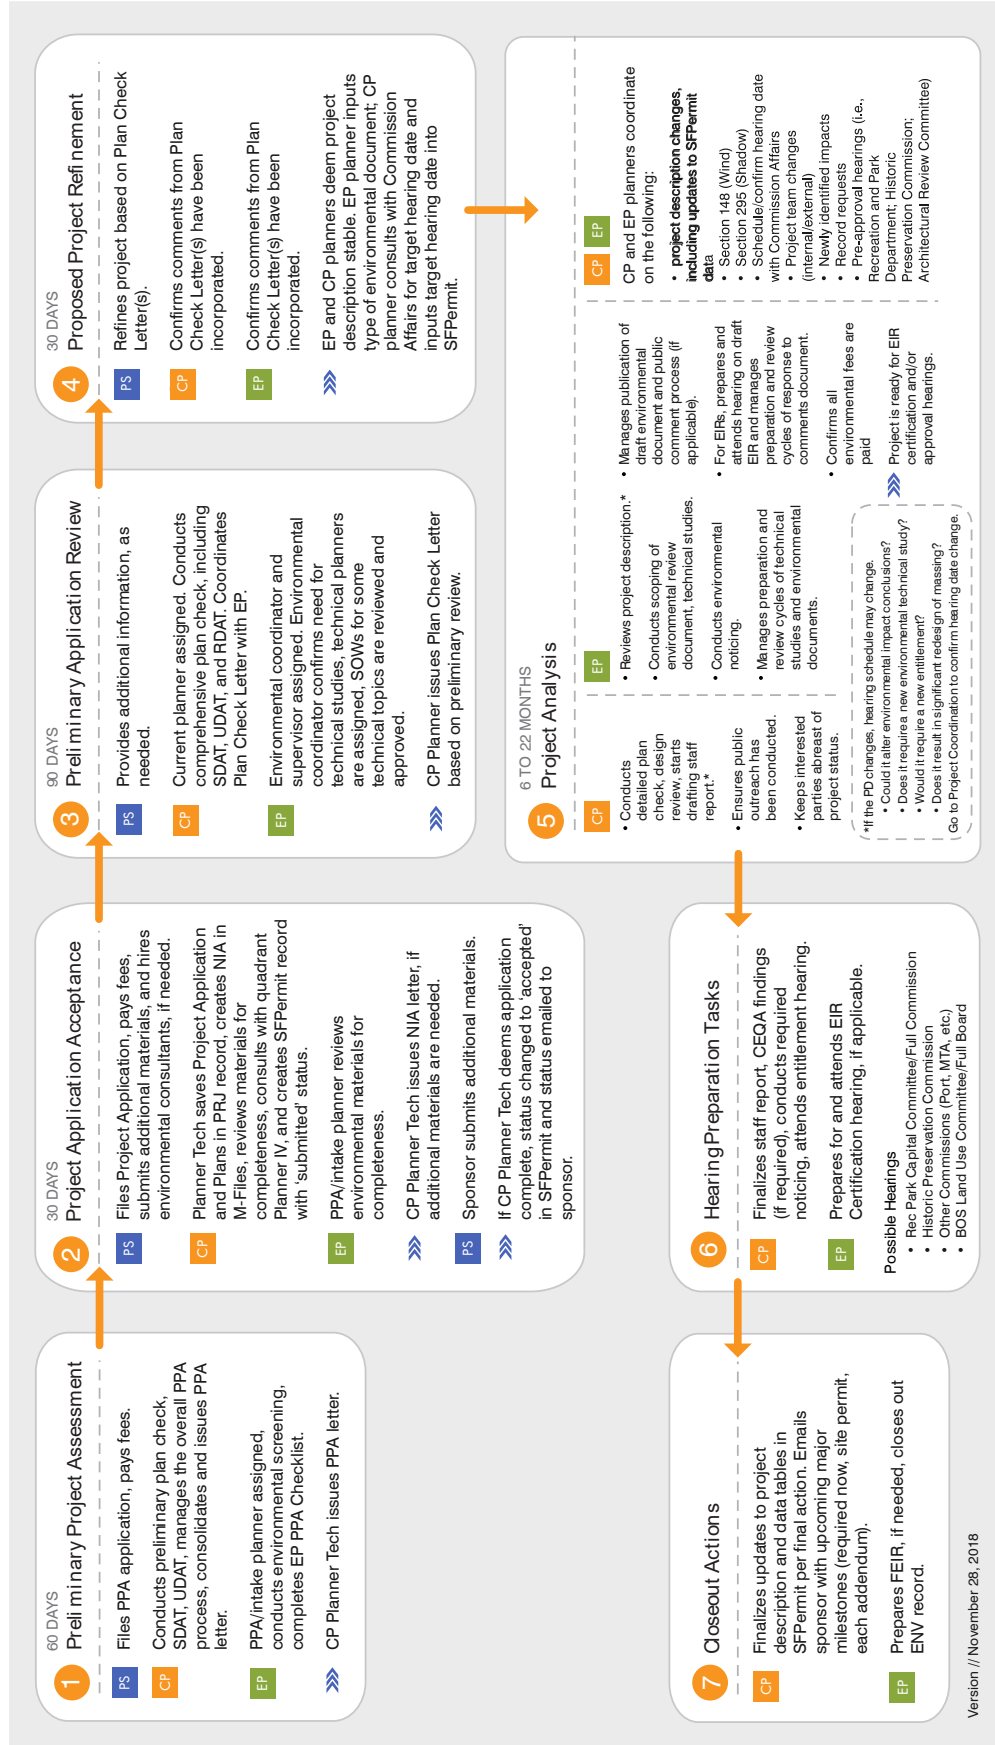 60 DAYS
1
Preliminary Project Assessment
PS
Files PPA application, pays fees.
CP
Conducts preliminary plan check,
SDAT, UDAT, manages the overall PPA
process, consolidates and issues PPA
letter.
EP
PPA/intake planner assigned,
conducts environmental screening,
completes EP PPA Checklist.
CP Planner Tech issues PPA letter.
30 DAYS
2
Project Application Acceptance
PS
Files Project Application, pays fees,
submits additional materials, and hires
environmental consultants, if needed.
CP
Planner Tech saves Project Application
and Plans in PRJ record, creates NIA in
M-Files, reviews materials for
completeness, consults with quadrant
Planner IV, and creates SFPermit record
with ‘submitted’ status.
EP
PPA/intake planner reviews
environmental materials for
completeness.
CP Planner Tech issues NIA letter, if
additional materials are needed.
PS
Sponsor submits additional materials.
If CP Planner Tech deems application
complete, status changed to ‘accepted’
in SFPermit and status emailed to
sponsor.
90 DAYS
3
Preliminary Application Review
PS
Provides additional information, as
needed.
CP
Current planner assigned. Conducts
comprehensive plan check, including
SDAT, UDAT, and RDAT. Coordinates
Plan Check Letter with EP.
EP
Environmental coordinator and
supervisor assigned. Environmental
coordinator confirms need for
technical studies, technical planners
are assigned, SOWs for some
technical topics are reviewed and
approved.
CP Planner issues Plan Check Letter
based on preliminary review.
30 DAYS
4
Proposed Project Refinement
PS
Refines project based on Plan Check
Letter(s).
CP
Confirms comments from Plan
Check Letter(s) have been
incorporated.
EP
Confirms comments from Plan
Check Letter(s) have been
incorporated.
EP and CP planners deem project
description stable. EP planner inputs
type of environmental document; CP
planner consults with Commission
Affairs for target hearing date and
inputs target hearing date into
SFPermit.
6 TO 22 MONTHS
5
Project Analysis
CP
• Conducts
detailed plan
check, design
review, starts
drafting staff
report.*
• Ensures public
outreach has
been conducted.
• Keeps interested
parties abreast of
project status.
EP
• Reviews project description.*
• Conducts scoping of
environmental review
document, technical studies.
• Conducts environmental
noticing.
• Manages preparation and
review cycles of technical
studies and environmental
documents.
• Manages publication of
draft environmental
document and public
comment process (if
applicable).
• For EIRs, prepares and
attends hearing on draft
EIR and manages
preparation and review
cycles of response to
comments document.
• Confirms all
environmental fees are
paid
Project is ready for EIR
certification and/or
approval hearings.
*If the PD changes, hearing schedule may change.
• Could it alter environmental impact conclusions?
• Does it require a new environmental technical study?
• Would it require a new entitlement?
• Does it result in significant redesign of massing?
Go to Project Coordination to confirm hearing date change.
CP
EP
CP and EP planners coordinate
on the following:
• project description changes,
including updates to SFPermit
data
• Section 148 (Wind)
• Section 295 (Shadow)
• Schedule/confirm hearing date
with Commission Affairs
• Project team changes
(internal/external)
• Newly identified impacts
• Record requests
• Pre-approval hearings (i.e.,
Recreation and Park
Department; Historic
Preservation Commission;
Architectural Review Committee)
6
Hearing Preparation Tasks
CP
Finalizes staff report, CEQA findings
(if required), conducts required
noticing, attends entitlement hearing.
EP
Prepares for and attends EIR
Certification hearing, if applicable.
Possible Hearings
• Rec Park Capital Committee/Full Commission
• Historic Preservation Commission
• Other Commissions (Port, MTA, etc.)
• BOS Land Use Committee/Full Board
7
Closeout Actions
CP
Finalizes updates to project
description and data tables in
SFPermit per final action. Emails
sponsor with upcoming major
milestones (required now, site permit,
each addendum).
EP
Prepares FEIR, if needed, closes out
ENV record.
Version // November 28, 2018